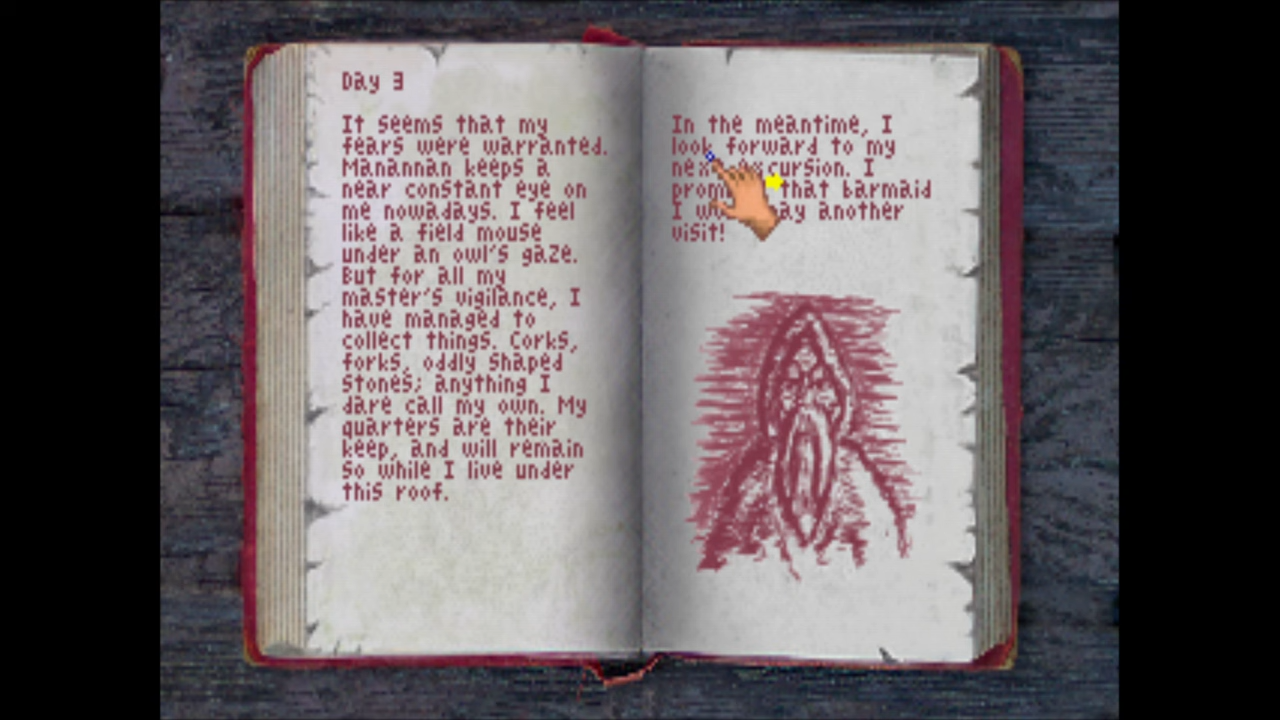 Day 3
It seems that my
fears were warranted.
Manannan keeps a
near constant eye on
me nowadays. I feel
like a field mouse
under an owl's gaze.
But for all my
master's vigilance, I
have managed to
collect things. Corks,
forks, oddly shaped
stones; anything I
dare call my own. My
quarters are their
keep, and will remain
so while I live under
this roof.
In the meantime, I
look forward to my
excursion. I
that barmaid
I another
visit!